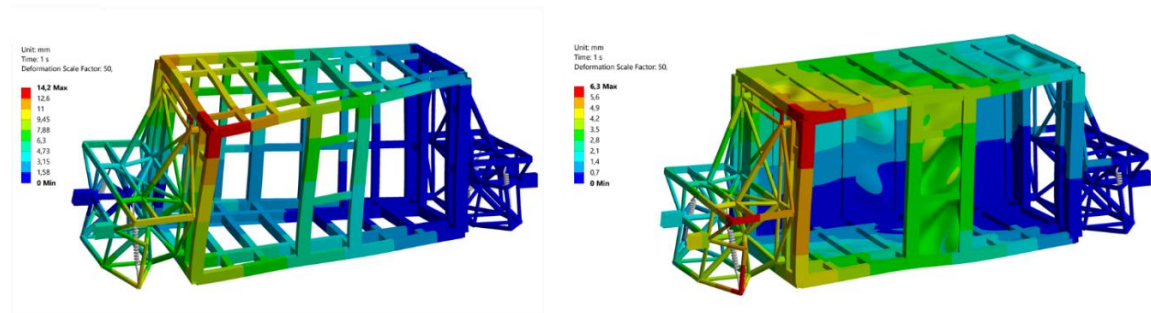 Unit: mm
Time: 1 s
Deformation Scale Factor: 50,
14,2 Max
12,6
11
9,45
7,88
6,3
4,73
3,15
1,58
0 Min
Unit: mm
Time: 1 s
Deformation Scale Factor: 50,
6,3 Max
5,6
4,9
4,2
3,5
2,8
2,1
1,4
0,7
0 Min